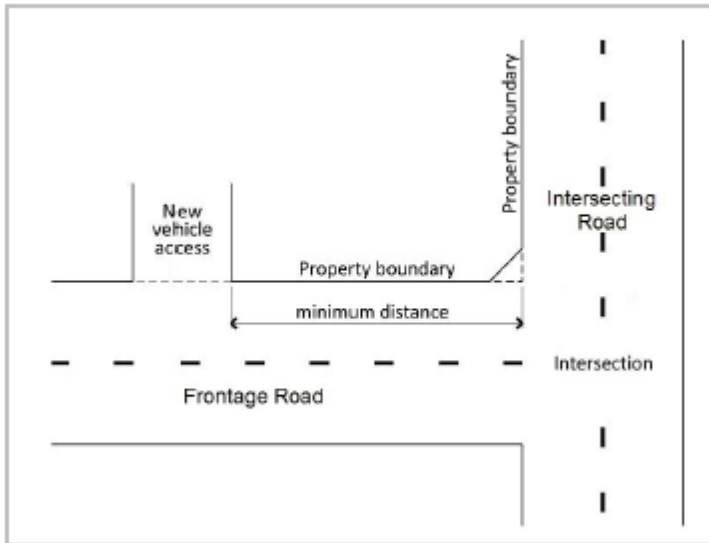 Property boundary
Intersecting
Road
New
vehicle
access
Property boundary
minimum distance
Intersection
Frontage Road